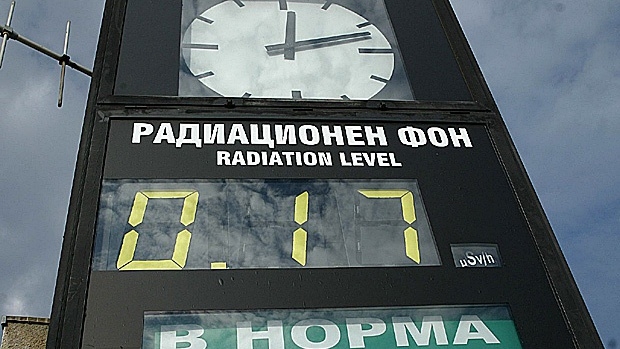 РАДИАЦИОНЕН ФОН
RADIATION LEVEL
0.17
µSv/h
В НОРМА